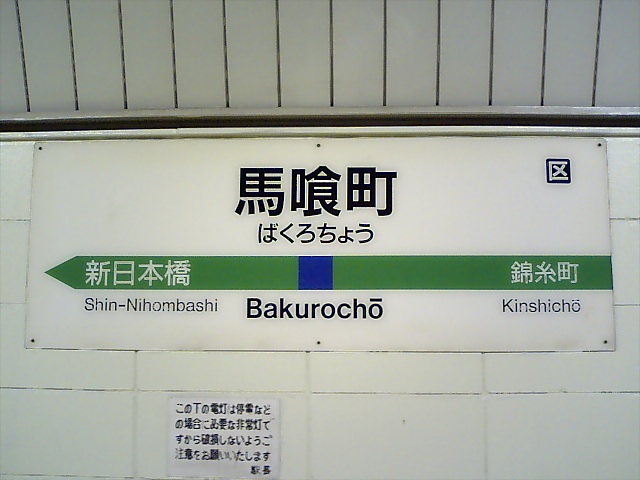 馬喰町
区
ばくろちょう
新日本橋
錦糸町
Shin-Nihombashi
Bakurochō
Kinshichō
この下の電灯は停電など
の場合に必要な非常灯で
すから破損しないようご
注意をお願いいたします
駅長